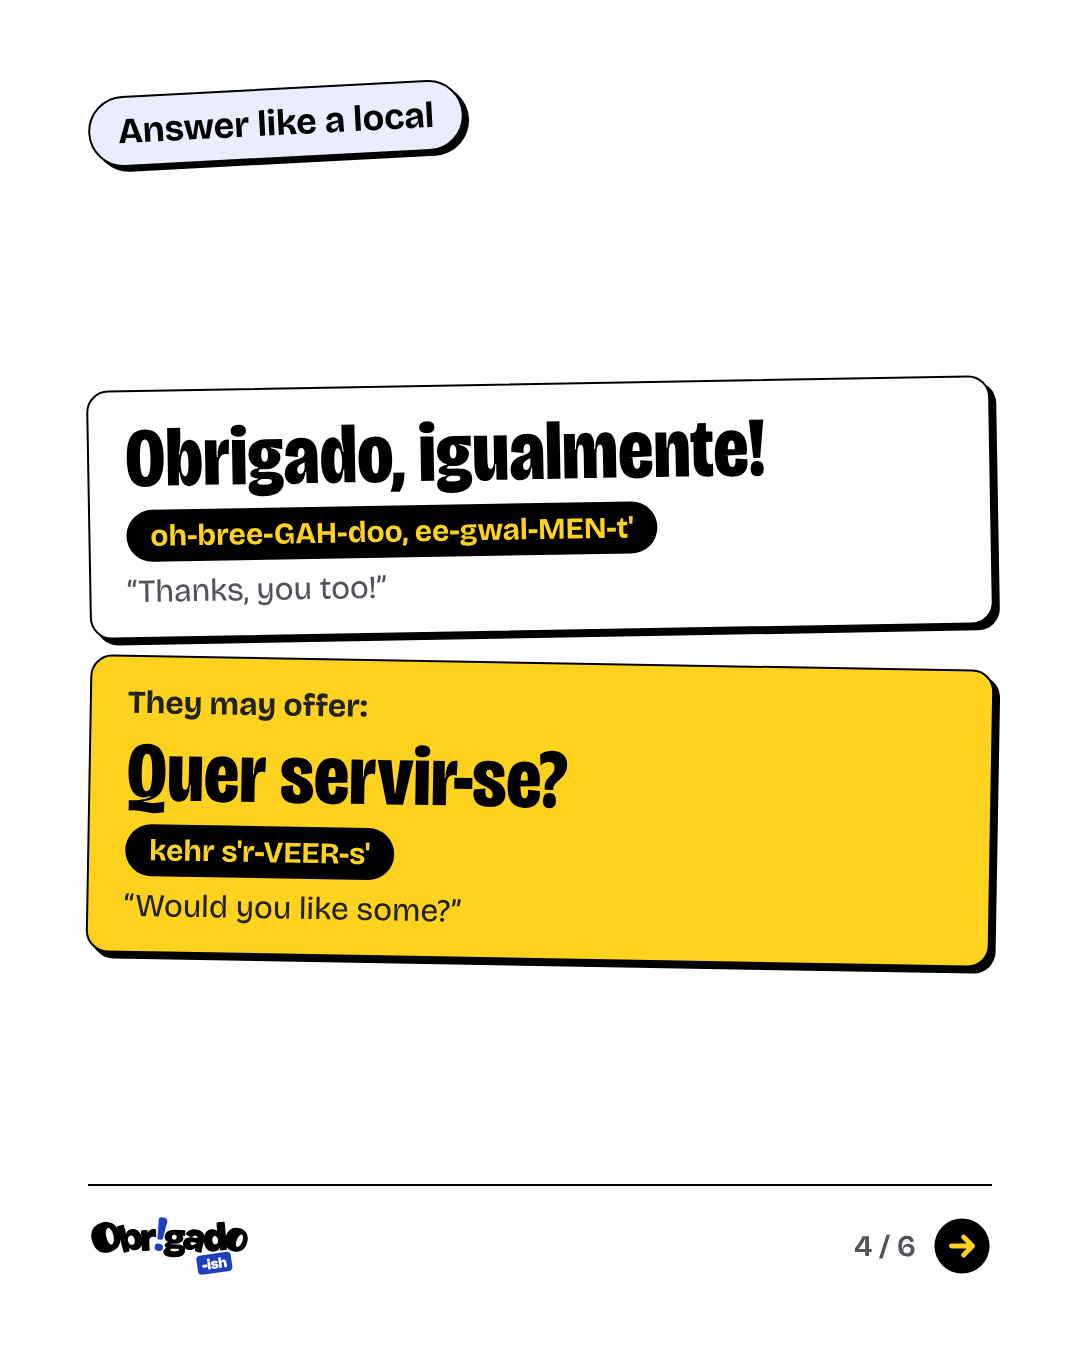 Answer like a local
Obrigado, igualmente!
oh-bree-GAH-doo, ee-gwal-MEN-t'
“Thanks, you too!”
They may offer:
Quer servir-se?
kehr s'r-VEER-s'
“Would you like some?”
Obr!gado
-ish
4 / 6